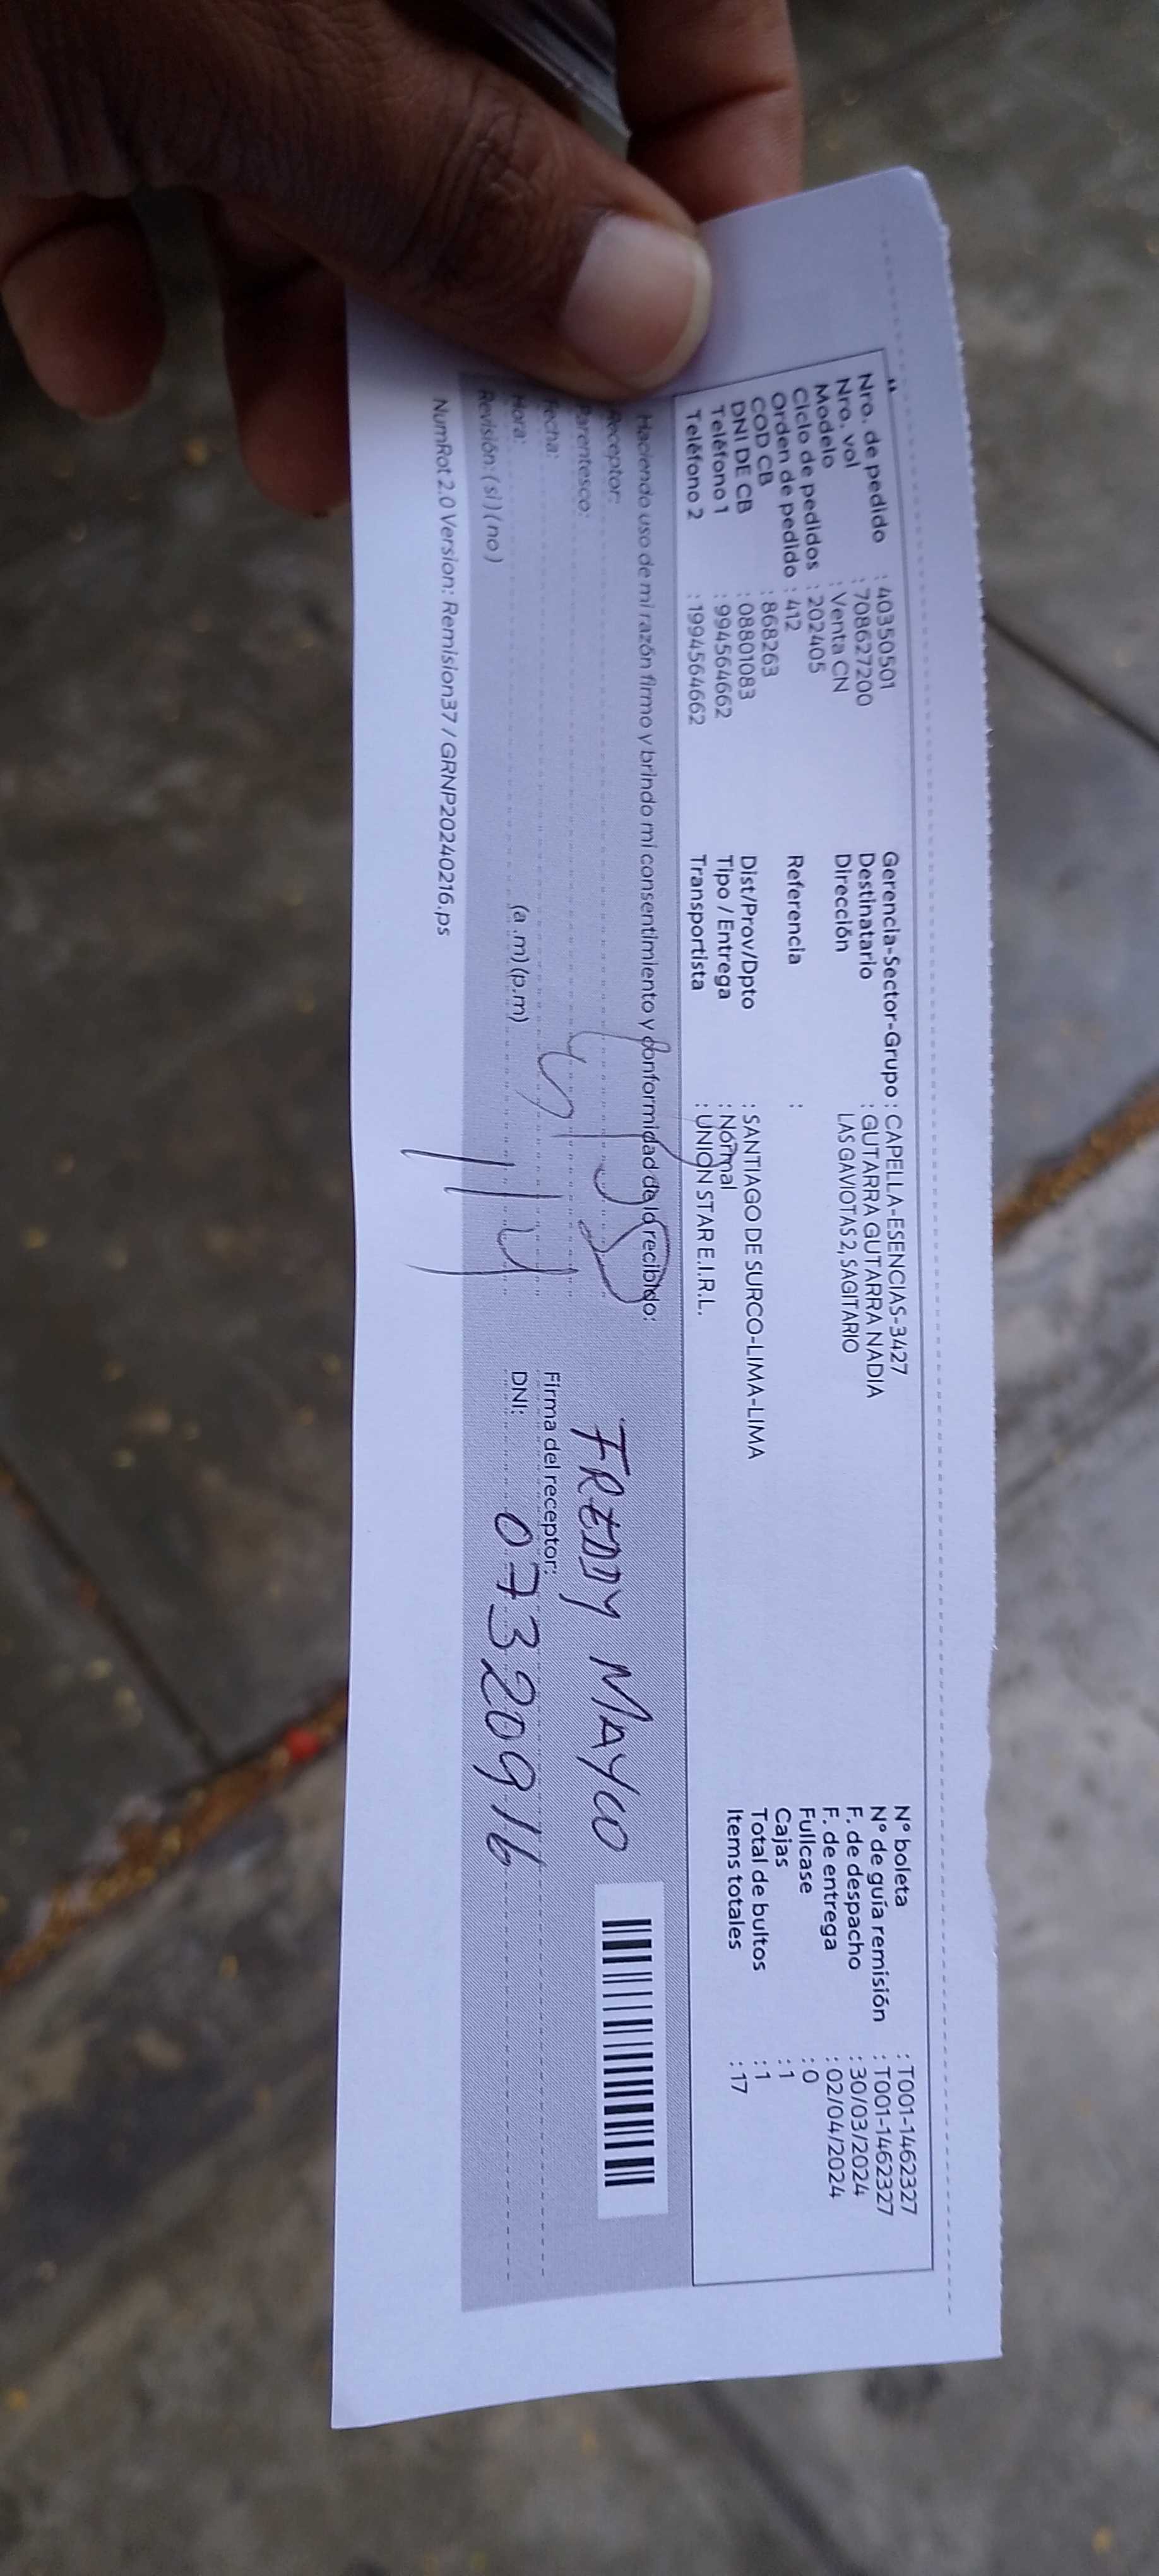 Nro. de pedido : 40350501
Nro. vol : 708627200
Modelo : Venta CN
Ciclo de pedidos : 202405
Orden de pedido : 412
COD CB : 868263
DNI DE CB : 08801083
Teléfono 1 : 994564662
Teléfono 2 : 1994564662
Gerencia-Sector-Grupo : CAPELLA-ESENCIAS-3427
Destinatario : GUTARRA GUTARRA NADIA
Dirección LAS GAVIOTAS 2, SAGITARIO
Referencia :
Dist/Prov/Dpto : SANTIAGO DE SURCO-LIMA-LIMA
Tipo / Entrega : Normal
Transportista : UNION STAR E.I.R.L.
N° boleta : T001-1462327
N° de guía remisión : T001-1462327
F. de despacho : 30/03/2024
F. de entrega : 02/04/2024
Fullcase : 0
Cajas : 1
Total de bultos : 1
Items totales : 17
Haciendo uso de mi razón firmo y brindo mi consentimiento y conformidad de lo recibido:
Receptor:
Parentesco:
Fecha:
Hora: (a.m)(p.m)
Revisión: (si)(no)
FREDDY MAYCO
Firma del receptor:
DNI: 07320916
NumRot 2.0 Version: Remision37 / GRNP20240216.ps